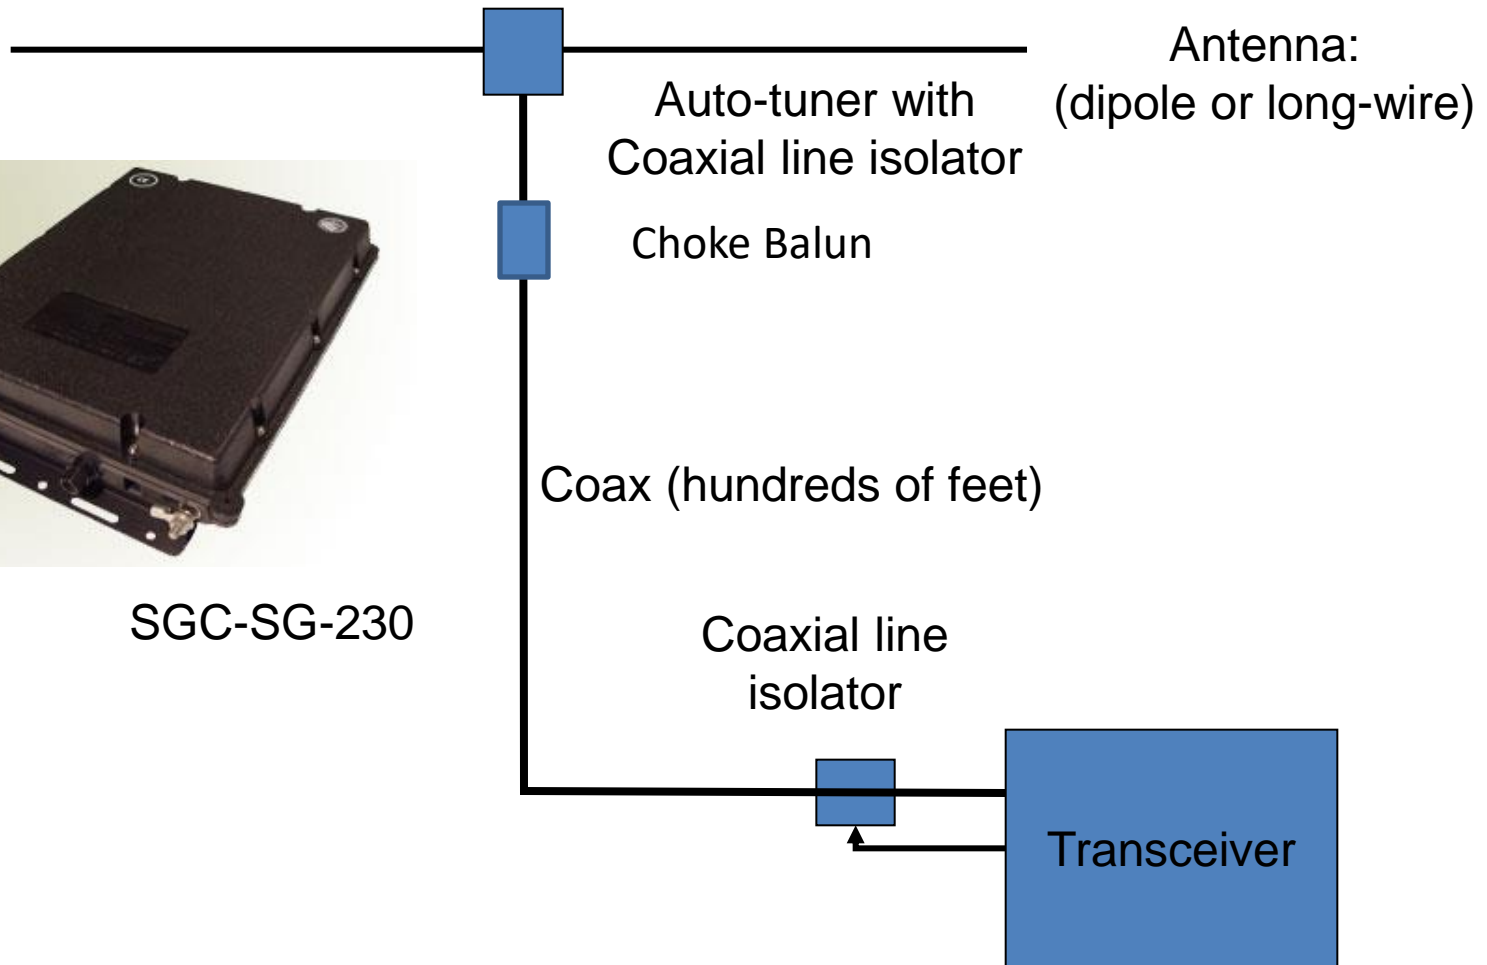 Antenna:
(dipole or long-wire)
Auto-tuner with
Coaxial line isolator
Choke Balun
Coax (hundreds of feet)
SGC-SG-230
Coaxial line
isolator
Transceiver